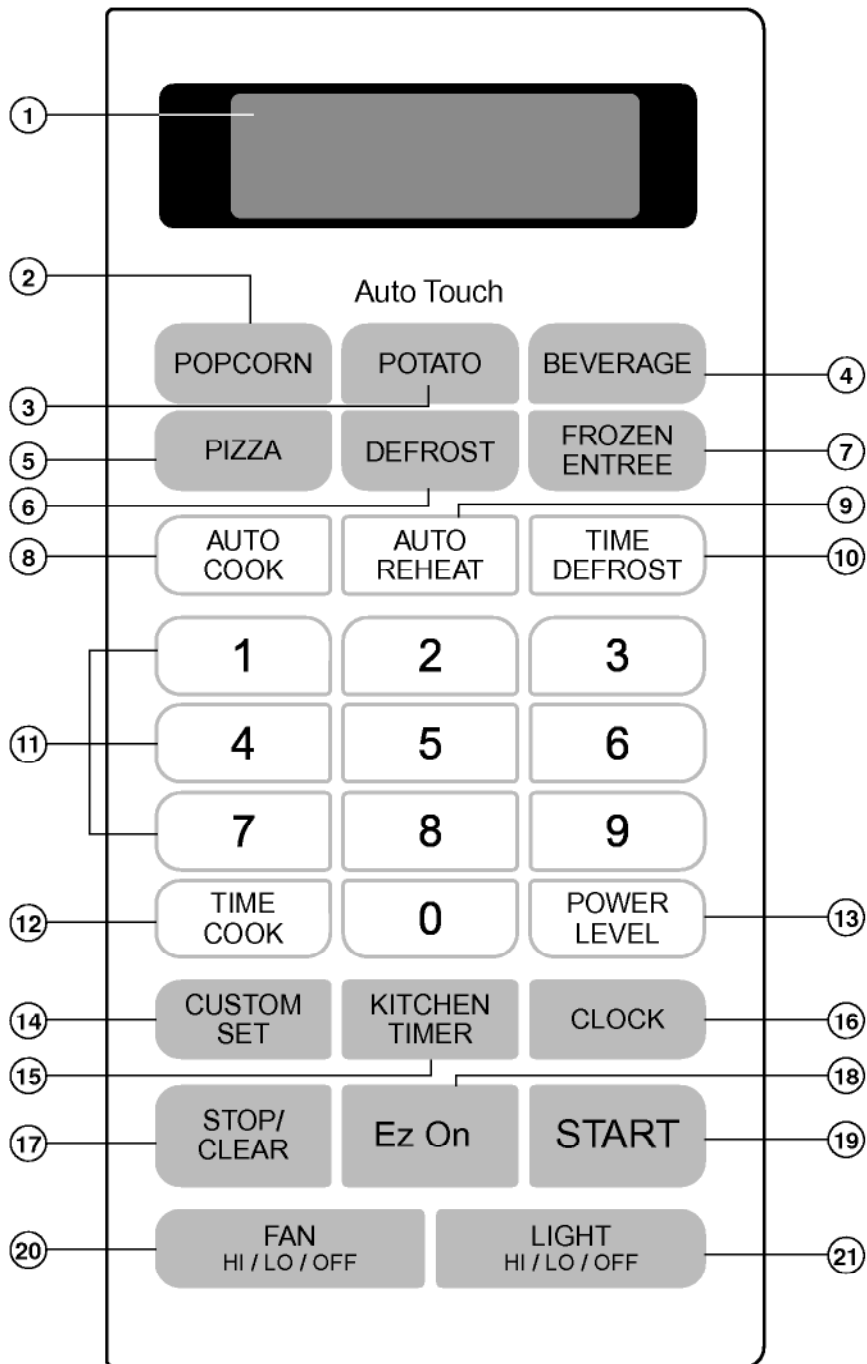 1
2
Auto Touch
POPCORN
POTATO
BEVERAGE
3
4
PIZZA
DEFROST
FROZEN
ENTREE
5
7
6
9
AUTO
COOK
AUTO
REHEAT
TIME
DEFROST
8
10
1
2
3
11
4
5
6
7
8
9
12
TIME
COOK
0
POWER
LEVEL
13
14
CUSTOM
SET
KITCHEN
TIMER
CLOCK
16
15
18
17
STOP/
CLEAR
Ez On
START
19
20
FAN
HI / LO / OFF
LIGHT
HI / LO / OFF
21